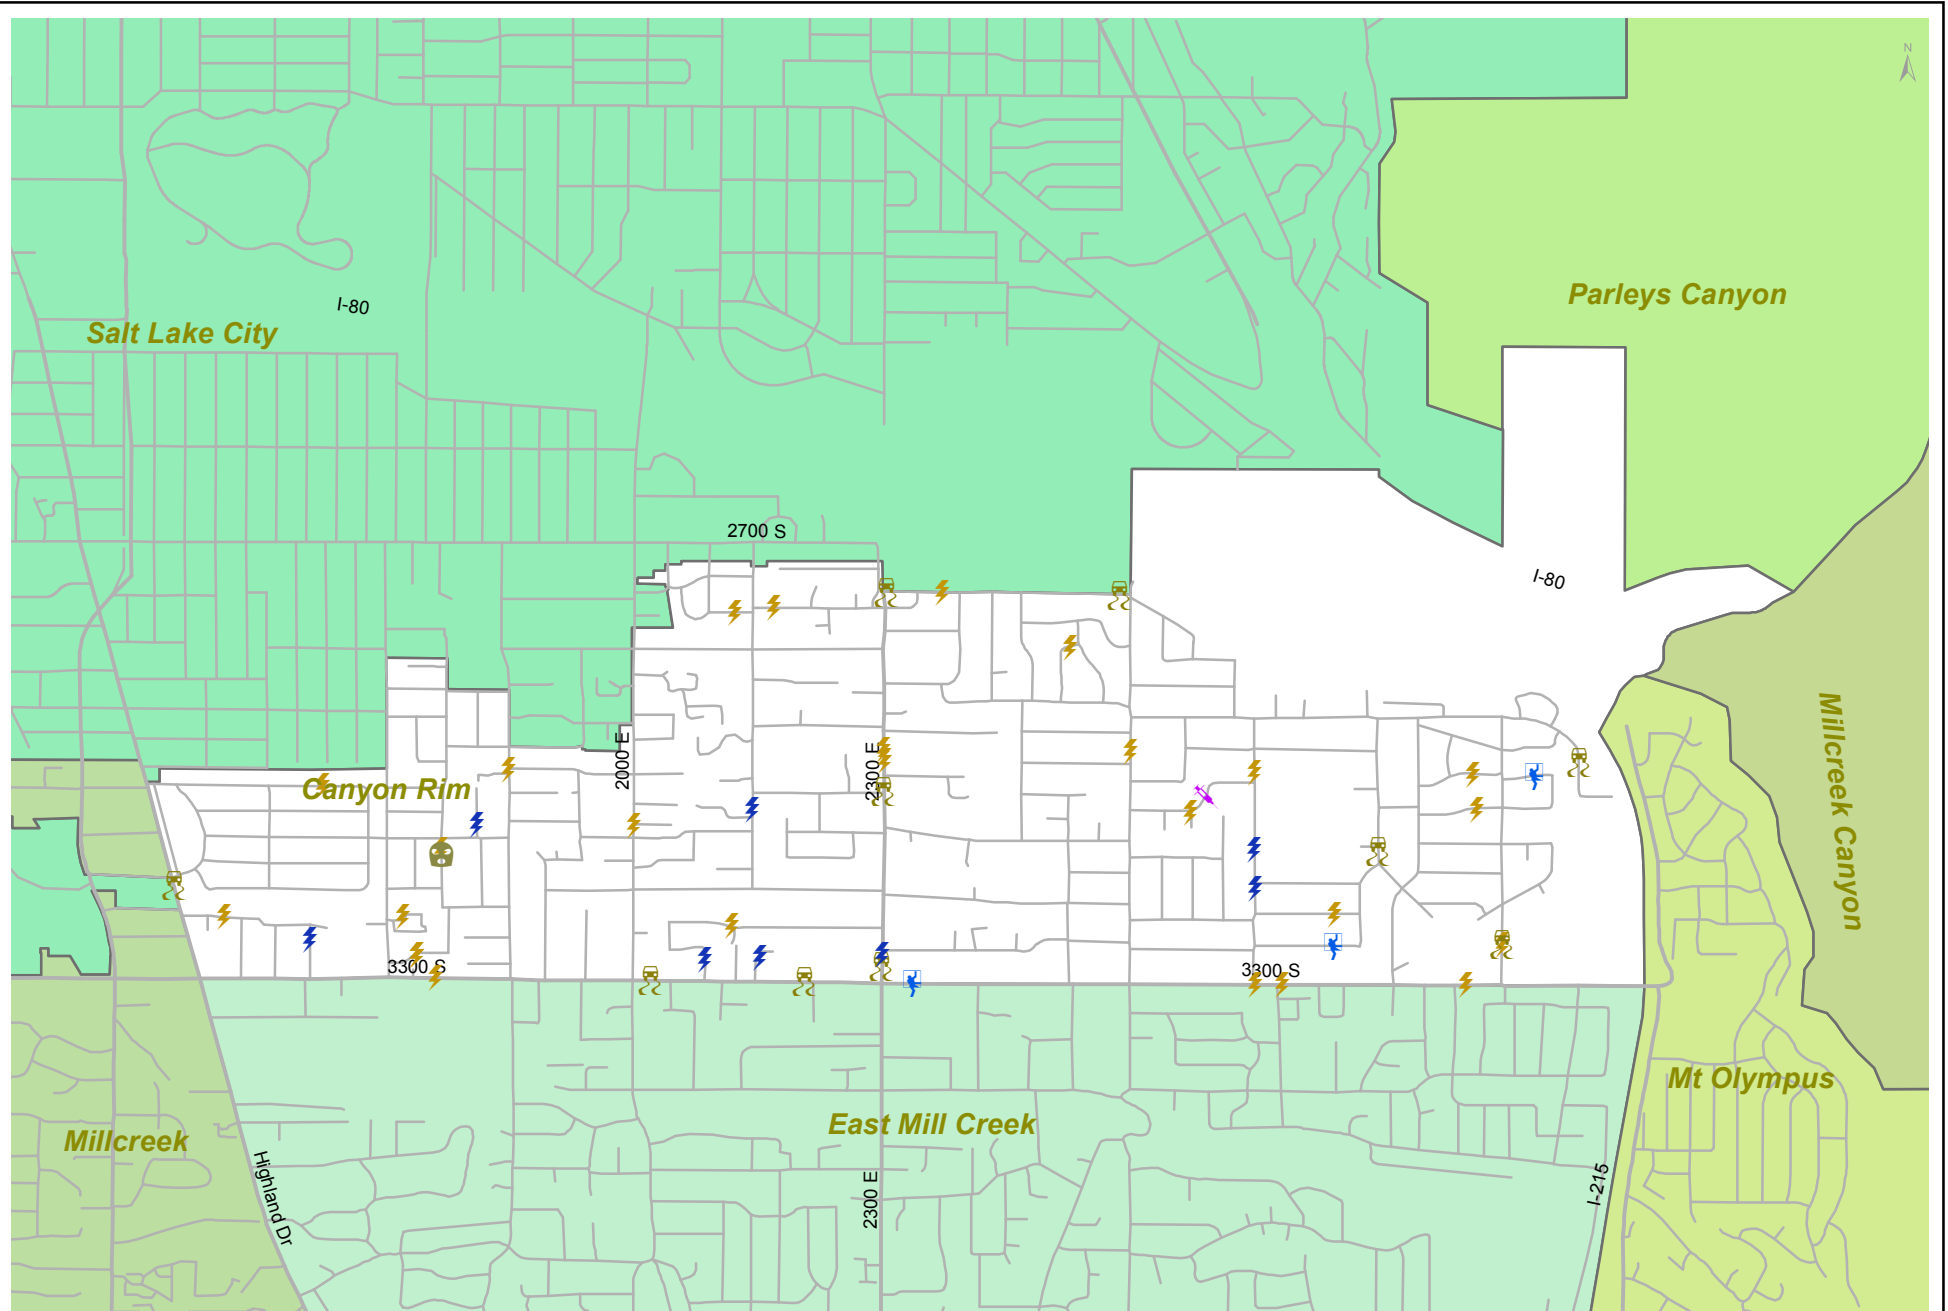 N
Parleys Canyon
I-80
Salt Lake City
2700 S
I-80
2000 E
2300 E
Canyon Rim
Millcreek Canyon
3300 S
3300 S
Mt Olympus
East Mill Creek
Millcreek
Highland Dr
2300 E
I-215